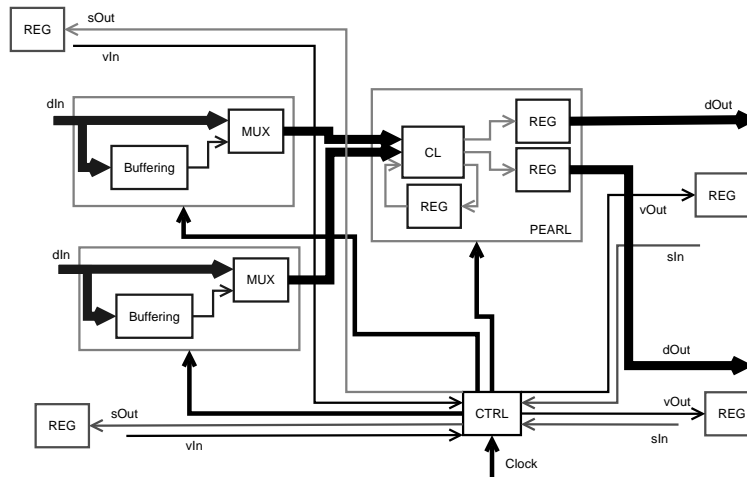 sOut
REG
vIn
dIn
MUX
Buffering
REG
dOut
CL
REG
REG
PEARL
REG
vOut
sIn
dIn
MUX
Buffering
dOut
REG
sOut
vIn
CTRL
vOut
REG
sIn
Clock